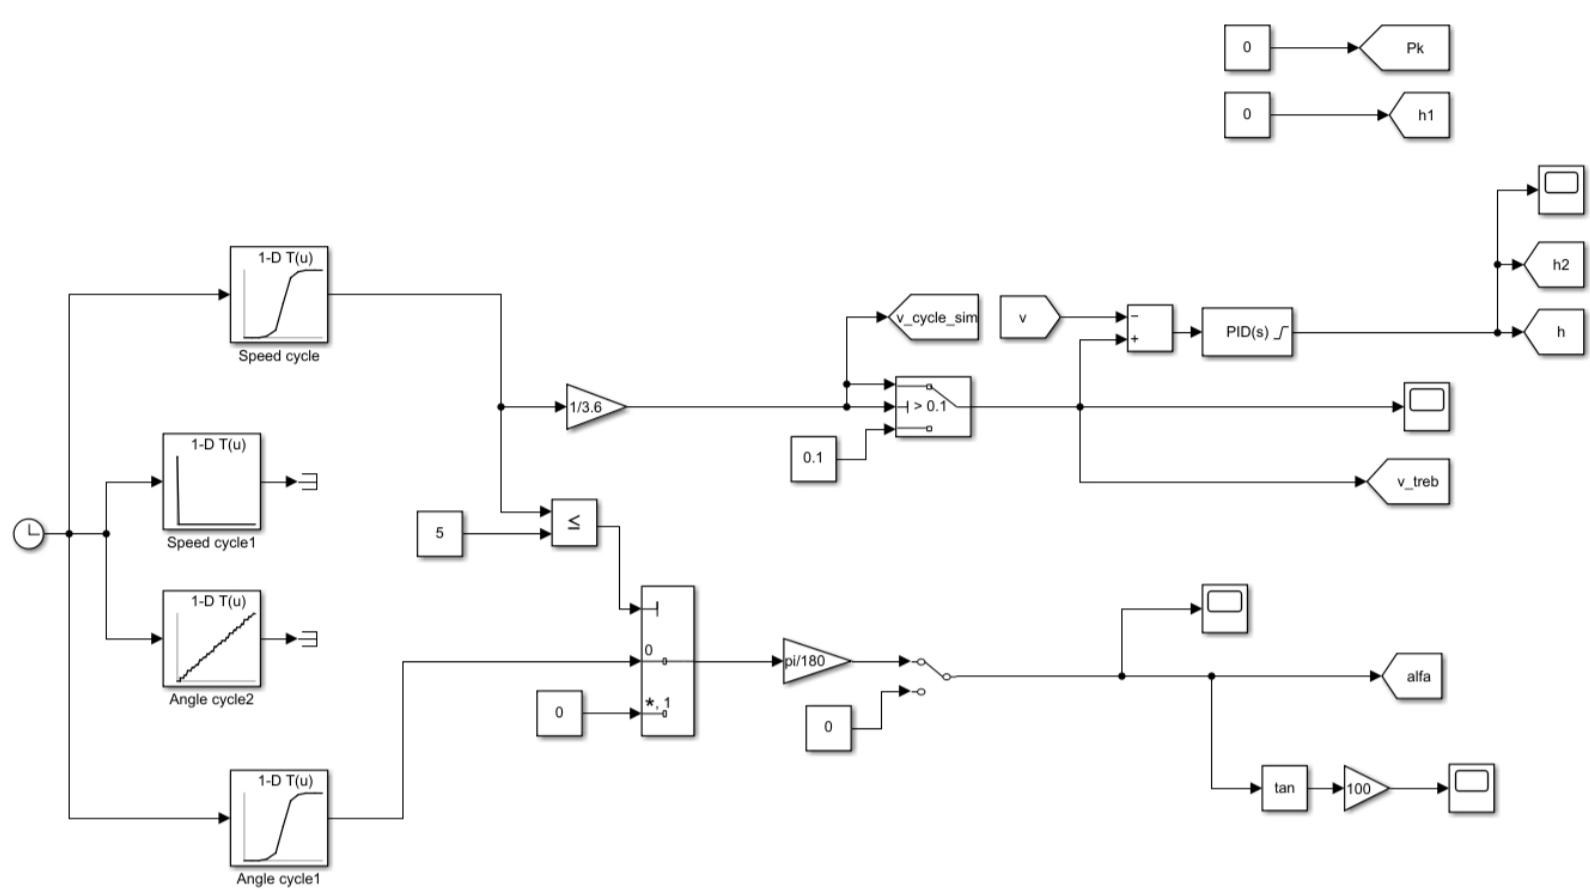 0
Pk
0
h1
1-D T(u)
Speed cycle
h2
v_cycle_sim
v
−
+
PID(s)
h
1/3.6
> 0.1
0.1
1-D T(u)
Speed cycle1
v_treb
5
≤
1-D T(u)
Angle cycle2
0
*, 1
0
pi/180
0
alfa
1-D T(u)
Angle cycle1
tan
100